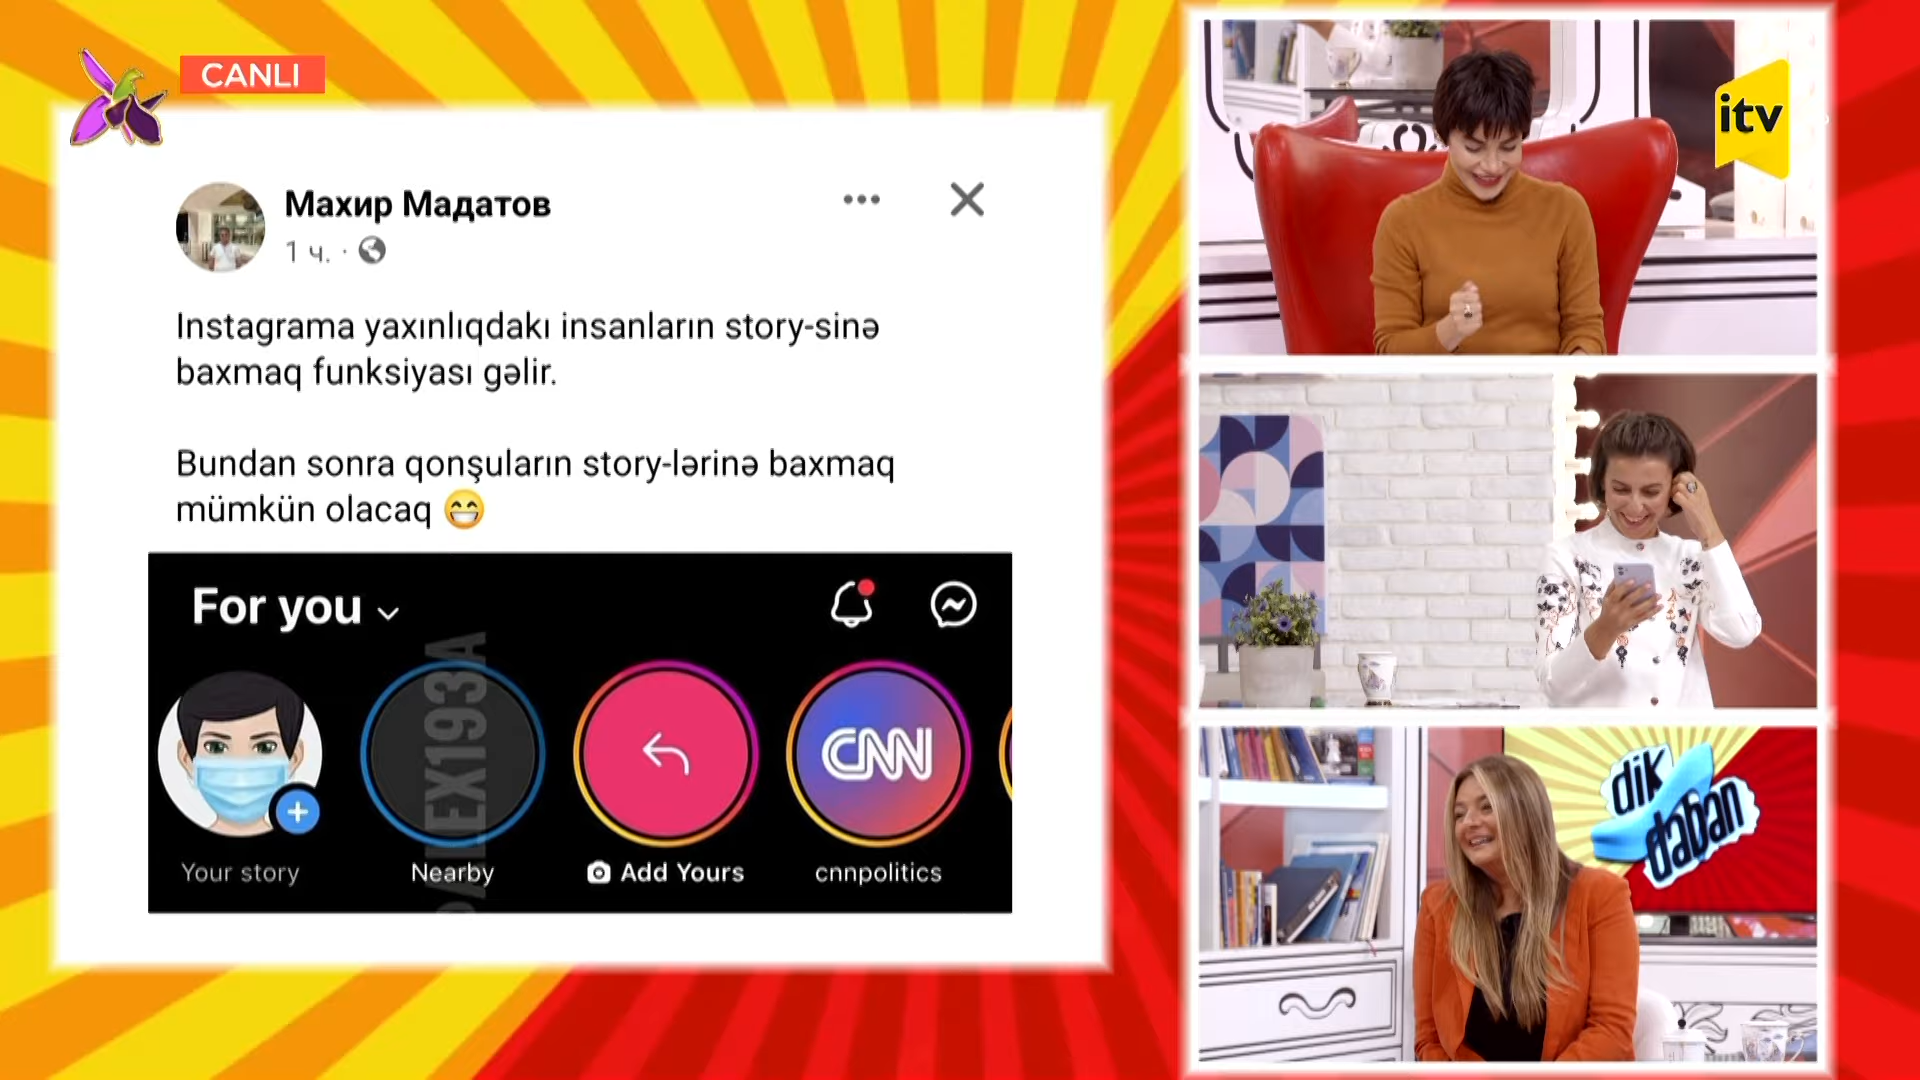 CANLI
itv
Махир Мадатов
1 ч. ·
Instagrama yaxınlıqdakı insanların story-sinə
baxmaq funksiyası gəlir.
Bundan sonra qonşuların story-lərinə baxmaq
mümkün olacaq 😁
For you
ALEX193A
CNN
Your story
Nearby
Add Yours
cnnpolitics
dik
daban